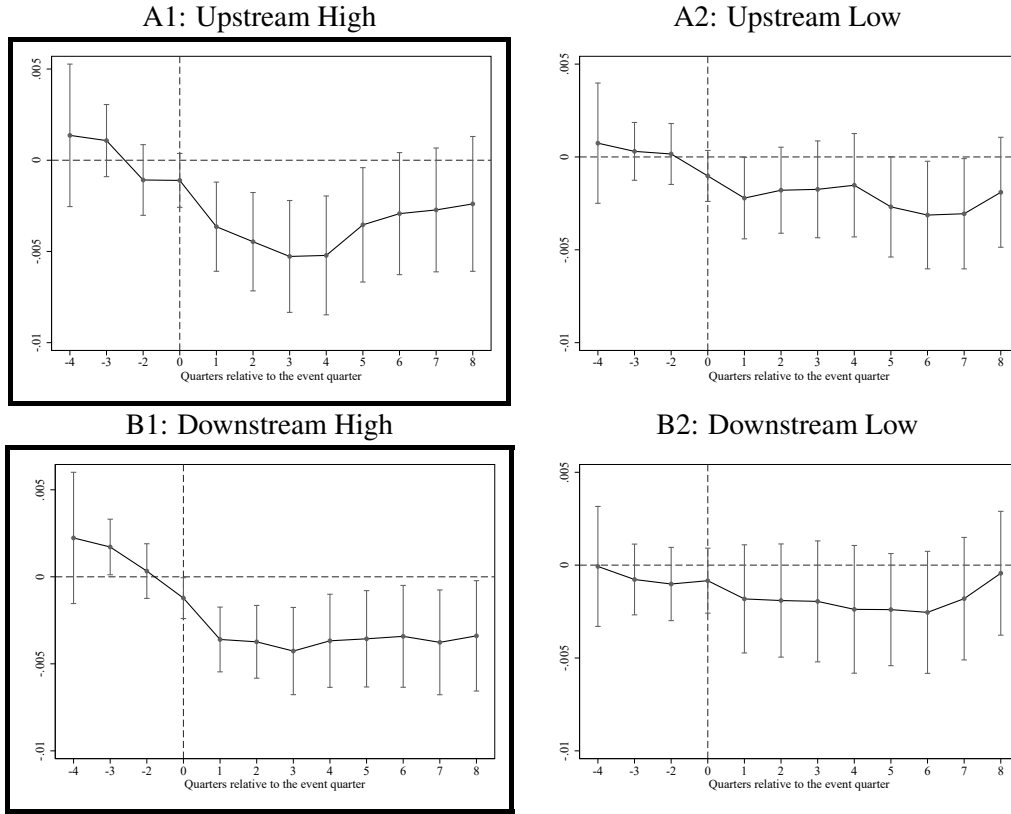 A1: Upstream High
A2: Upstream Low
.005
0
-.005
-.01
-4 -3 -2 0 1 2 3 4 5 6 7 8
Quarters relative to the event quarter
.005
0
-.005
-.01
-4 -3 -2 0 1 2 3 4 5 6 7 8
Quarters relative to the event quarter
B1: Downstream High
B2: Downstream Low
.005
0
-.005
-.01
-4 -3 -2 0 1 2 3 4 5 6 7 8
Quarters relative to the event quarter
.005
0
-.005
-.01
-4 -3 -2 0 1 2 3 4 5 6 7 8
Quarters relative to the event quarter